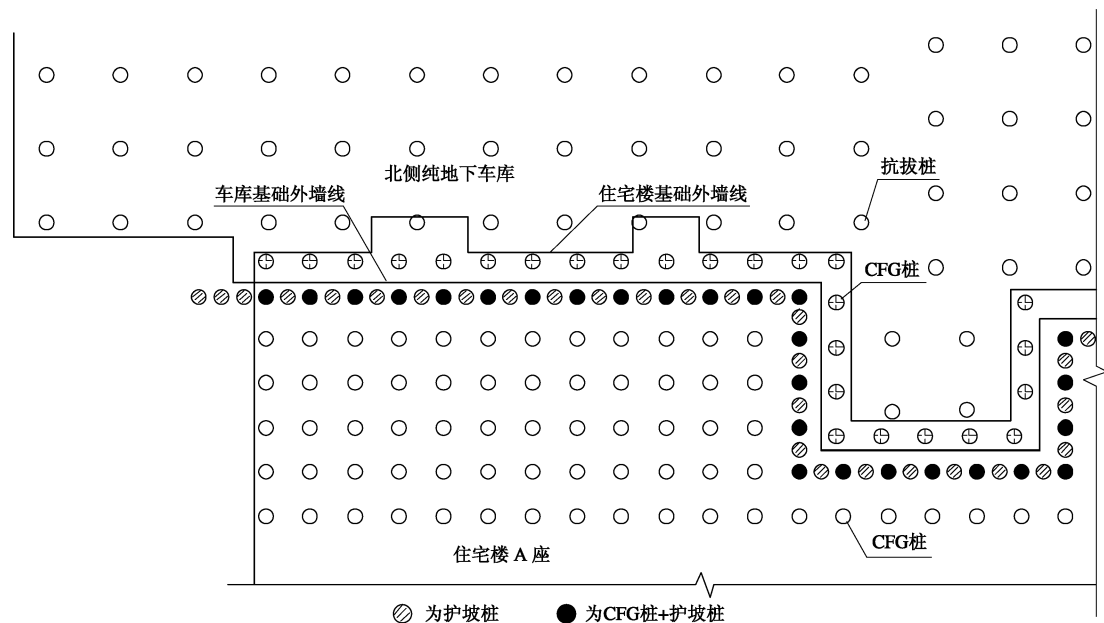 北侧纯地下车库
抗拔桩
车库基础外墙线
住宅楼基础外墙线
CFG桩
CFG桩
住宅楼 A 座
为护坡桩
为CFG桩+护坡桩